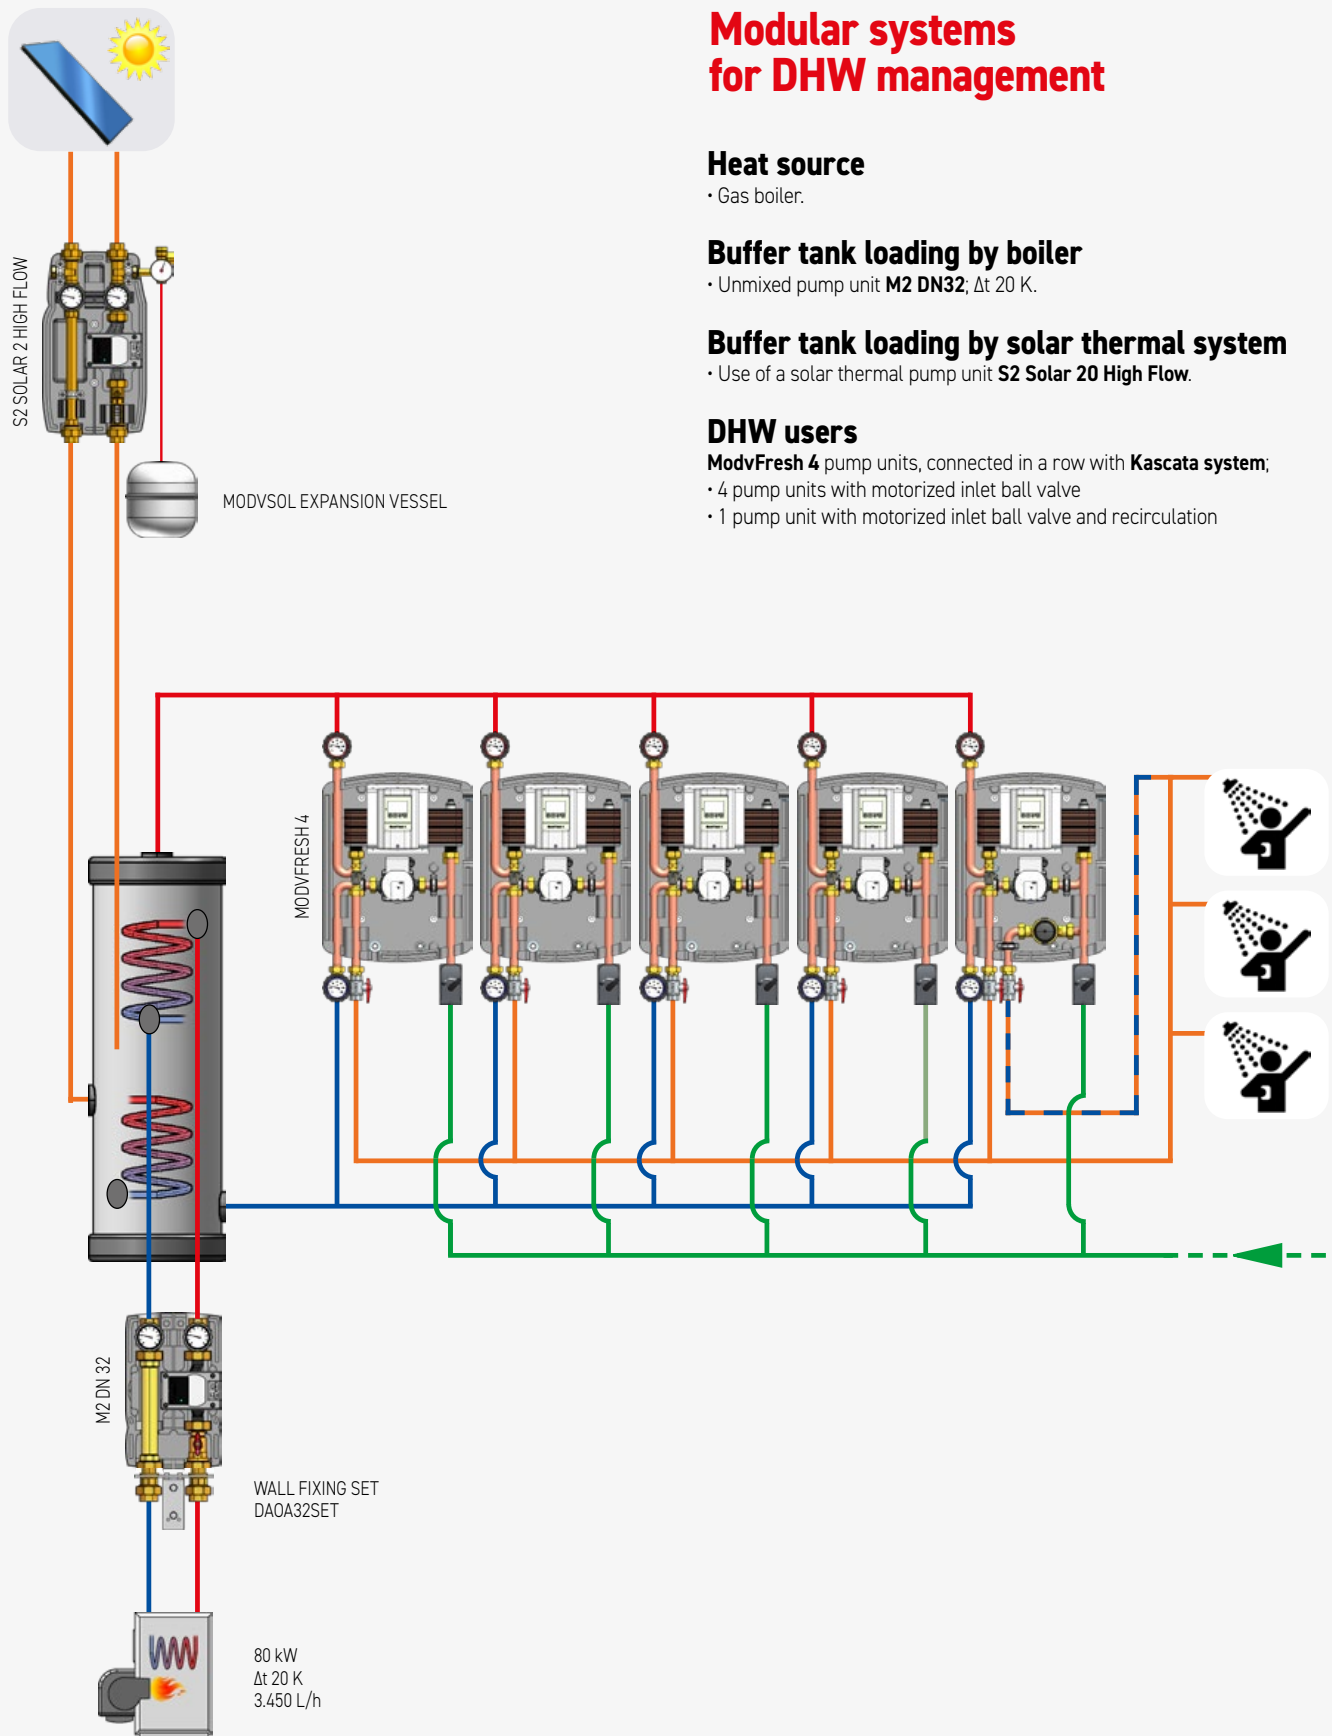 Modular systems
for DHW management
Heat source
• Gas boiler.
Buffer tank loading by boiler
• Unmixed pump unit M2 DN32; Δt 20 K.
Buffer tank loading by solar thermal system
• Use of a solar thermal pump unit S2 Solar 20 High Flow.
DHW users
ModvFresh 4 pump units, connected in a row with Kascata system;
• 4 pump units with motorized inlet ball valve
• 1 pump unit with motorized inlet ball valve and recirculation
S2 SOLAR 2 HIGH FLOW
MODVSOL EXPANSION VESSEL
MODVFRESH 4
M2 DN 32
WALL FIXING SET
DAOA32SET
80 kW
Δt 20 K
3.450 L/h